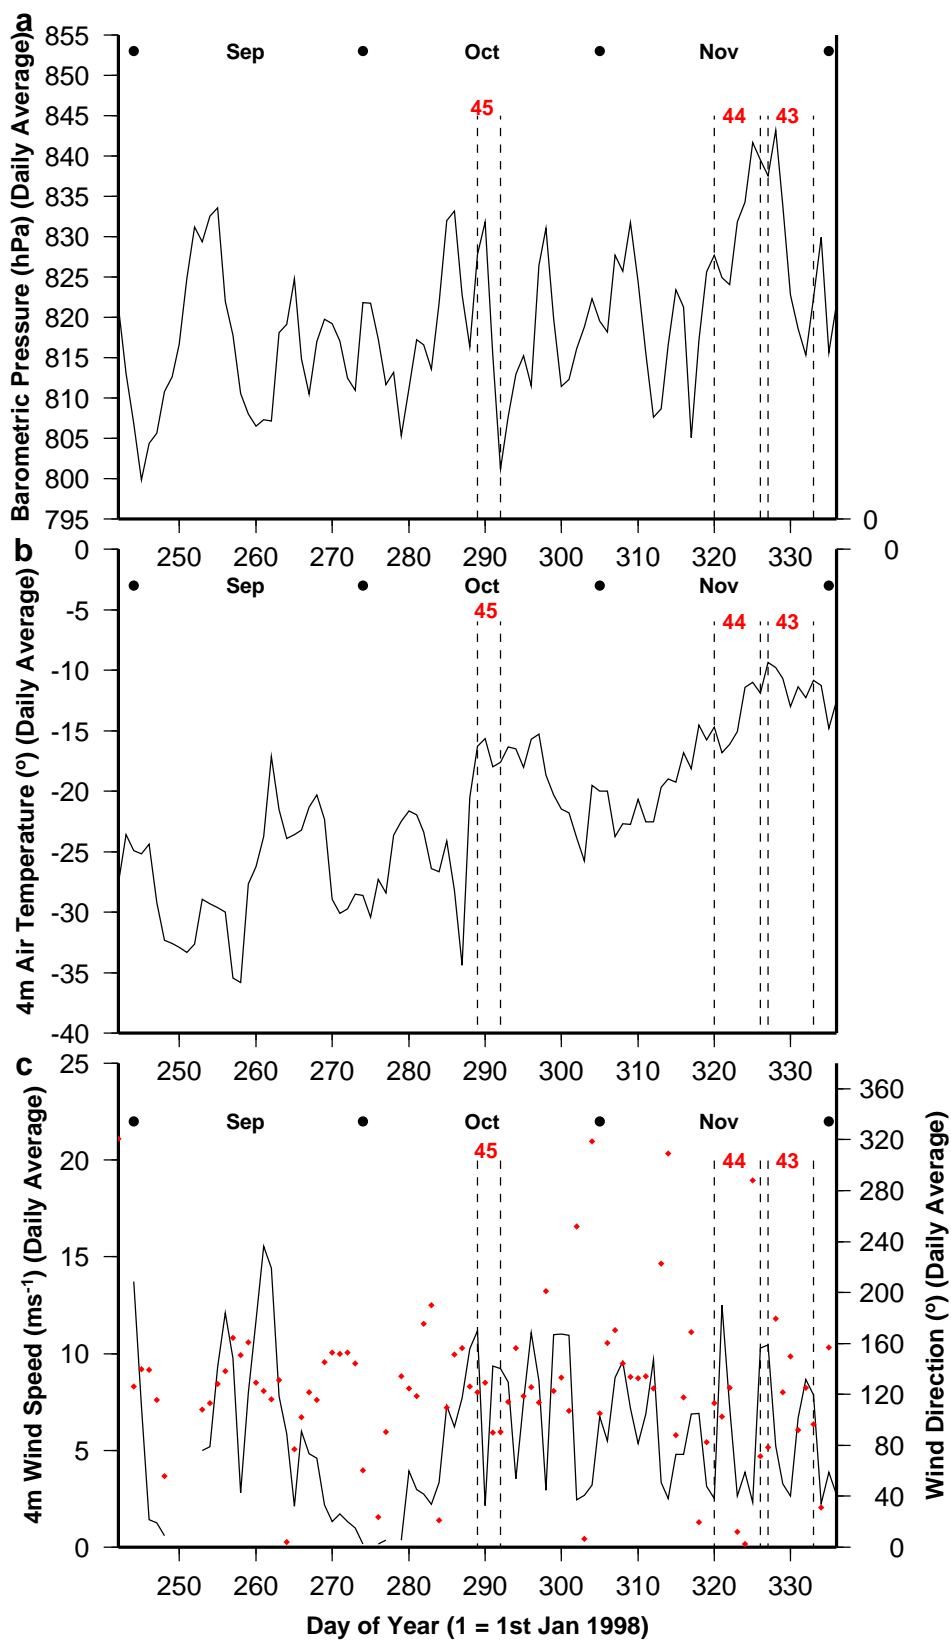 a
855
850
845
840
835
830
825
820
815
810
805
800
795
Barometric Pressure (hPa) (Daily Average)
Sep Oct Nov
45 44 43
0
250 260 270 280 290 300 310 320 330
b
0
-5
-10
-15
-20
-25
-30
-35
-40
4m Air Temperature (º) (Daily Average)
0
Sep Oct Nov
45 44 43
250 260 270 280 290 300 310 320 330
c
25
20
15
10
5
0
4m Wind Speed (ms-1) (Daily Average)
Sep Oct Nov
45 44 43
360
320
280
240
200
160
120
80
40
0
Wind Direction (º) (Daily Average)
250 260 270 280 290 300 310 320 330
Day of Year (1 = 1st Jan 1998)